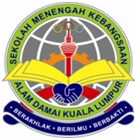 SEKOLAH MENENGAH KEBANGSAAN
ALAM DAMAI KUALA LUMPUR
BERAKHLAK • BERILMU • BERBAKTI